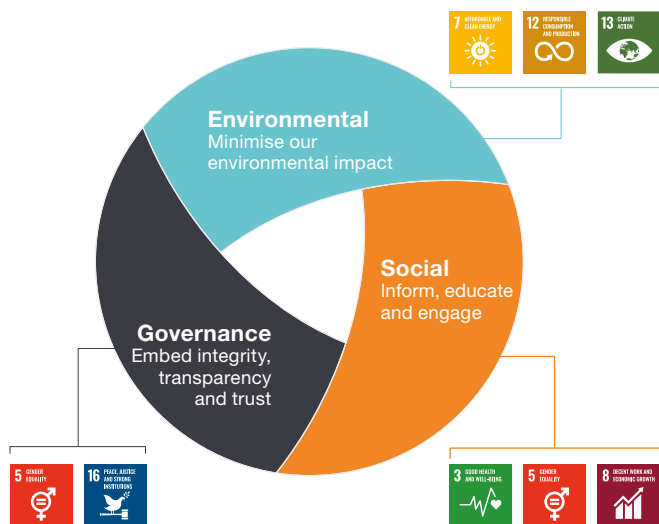 7 AFFORDABLE AND
CLEAN ENERGY
12 RESPONSIBLE
CONSUMPTION
AND PRODUCTION
13 CLIMATE
ACTION
Environmental
Minimise our
environmental impact
Social
Inform, educate
and engage
Governance
Embed integrity,
transparency
and trust
5 GENDER
EQUALITY
16 PEACE, JUSTICE
AND STRONG
INSTITUTIONS
3 GOOD HEALTH
AND WELL-BEING
5 GENDER
EQUALITY
8 DECENT WORK AND
ECONOMIC GROWTH